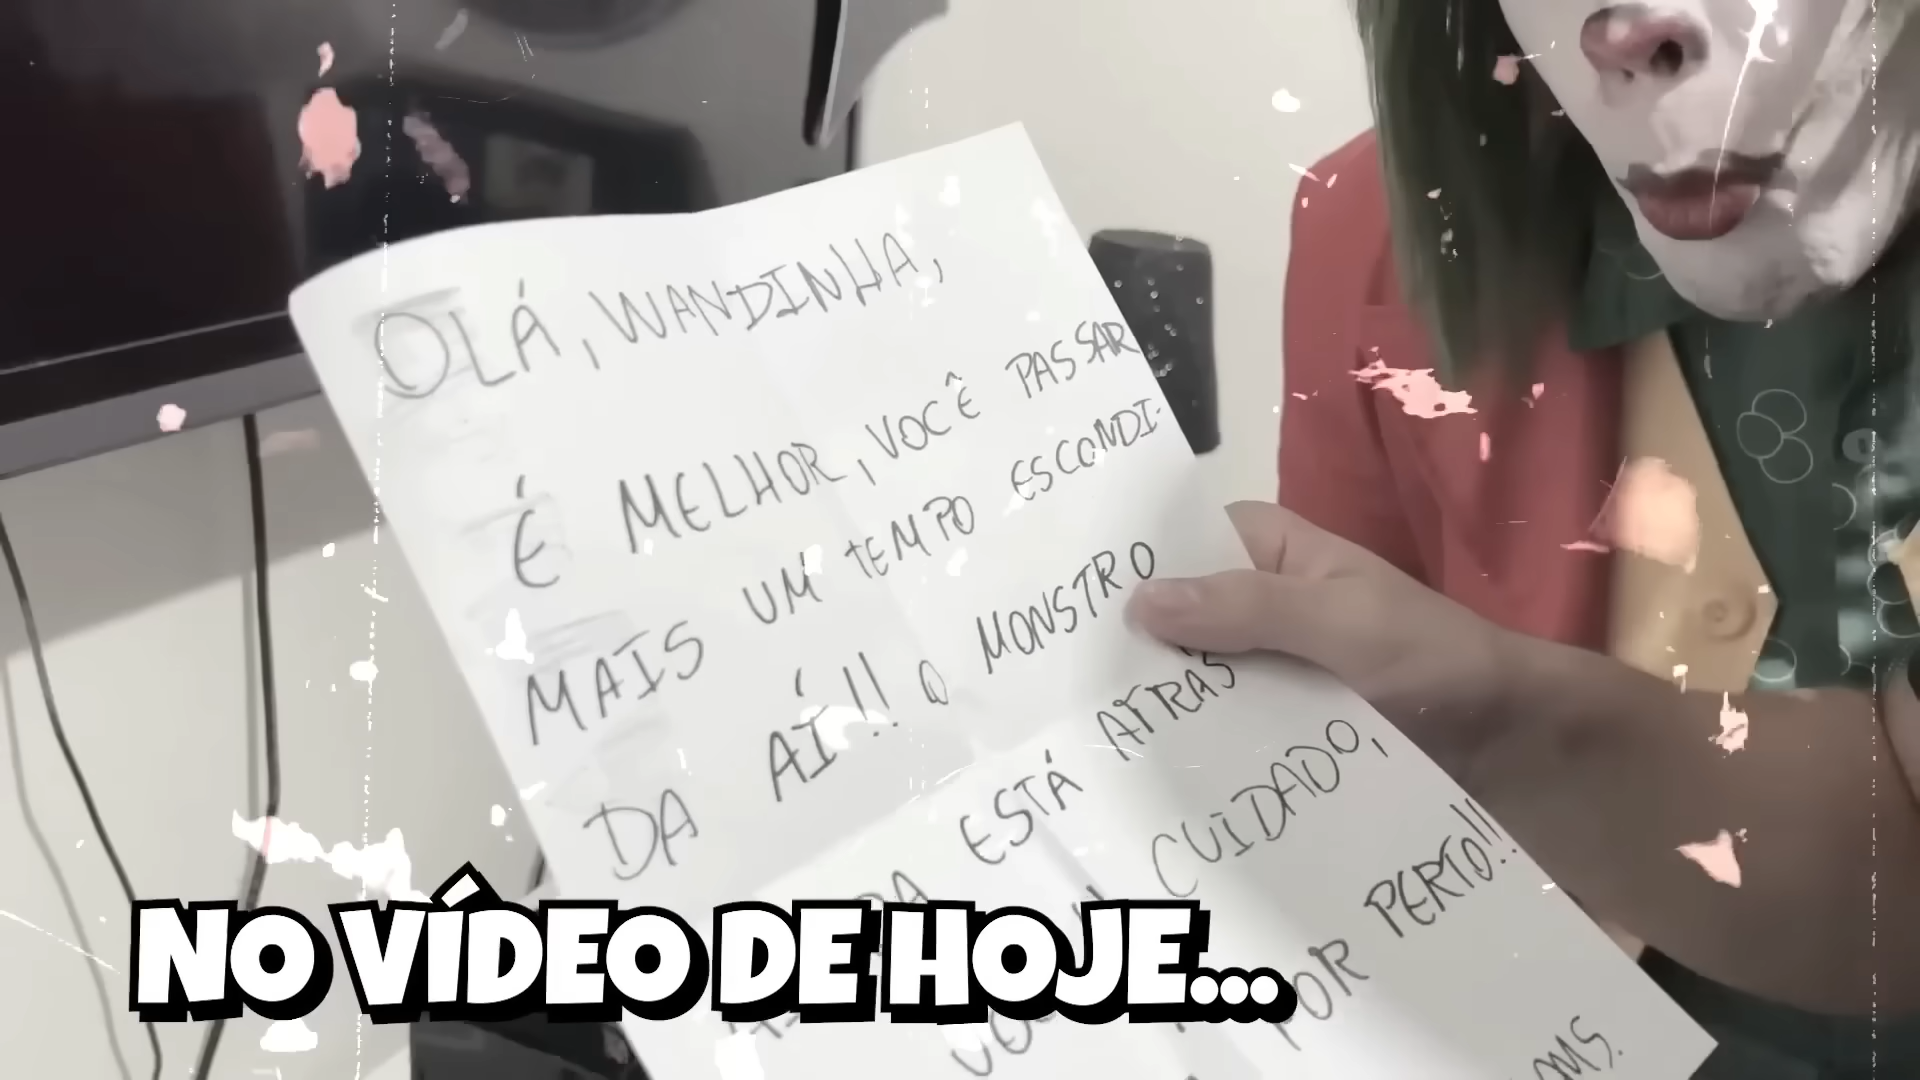 OLÁ, WANDINHA,
É MELHOR, VOCÊ PASSAR
MAIS UM TEMPO ESCONDI-
DA AÍ!! O MONSTRO
ESTÁ ATRÁS
CUIDADO,
POR PERTO!!
NO VÍDEO DE HOJE...